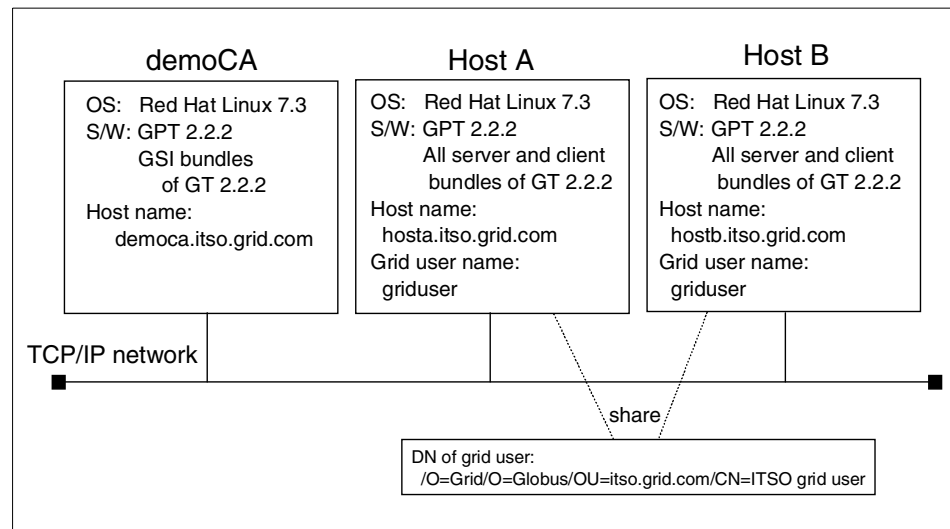 demoCA
OS: Red Hat Linux 7.3
S/W: GPT 2.2.2
GSI bundles
of GT 2.2.2
Host name:
democa.itso.grid.com
Host A
OS: Red Hat Linux 7.3
S/W: GPT 2.2.2
All server and client
bundles of GT 2.2.2
Host name:
hosta.itso.grid.com
Grid user name:
griduser
Host B
OS: Red Hat Linux 7.3
S/W: GPT 2.2.2
All server and client
bundles of GT 2.2.2
Host name:
hostb.itso.grid.com
Grid user name:
griduser
TCP/IP network
share
DN of grid user:
/O=Grid/O=Globus/OU=itso.grid.com/CN=ITSO grid user